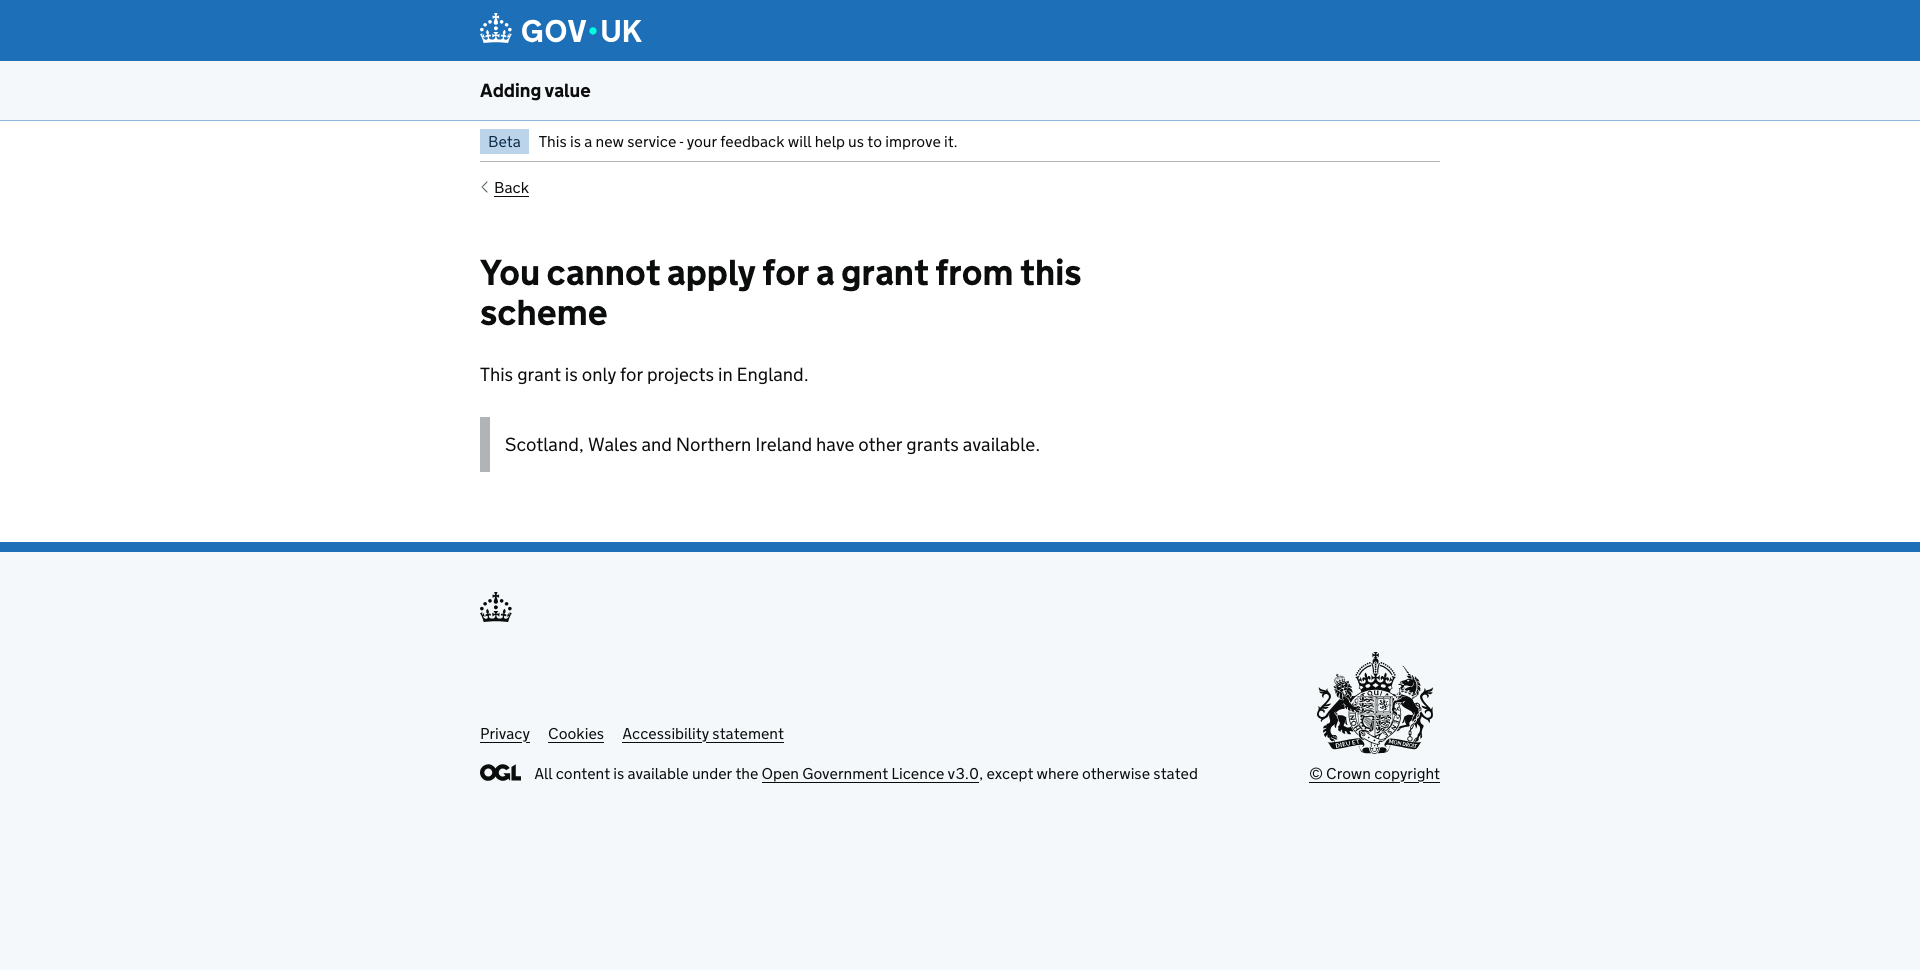 GOV•UK
Adding value
Beta This is a new service - your feedback will help us to improve it.
Back
You cannot apply for a grant from this
scheme
This grant is only for projects in England.
Scotland, Wales and Northern Ireland have other grants available.
Privacy Cookies Accessibility statement
OGL All content is available under the Open Government Licence v3.0, except where otherwise stated
© Crown copyright